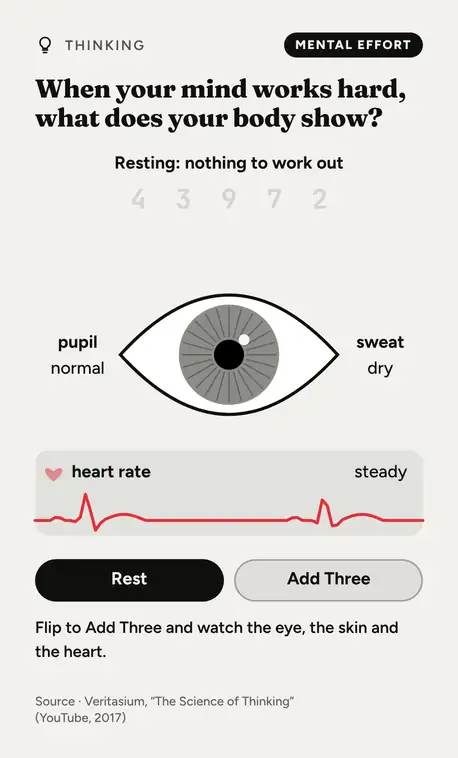 THINKING
MENTAL EFFORT
When your mind works hard,
what does your body show?
Resting: nothing to work out
4 3 9 7 2
pupil
normal
sweat
dry
heart rate
steady
Rest
Add Three
Flip to Add Three and watch the eye, the skin and
the heart.
Source · Veritasium, “The Science of Thinking”
(YouTube, 2017)